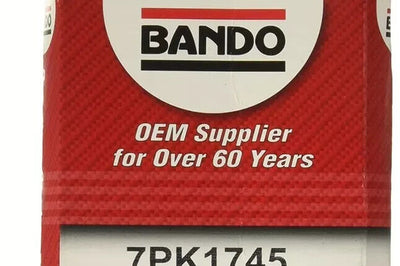 BANDO
OEM Supplier
for Over 60 Years
7PK1745